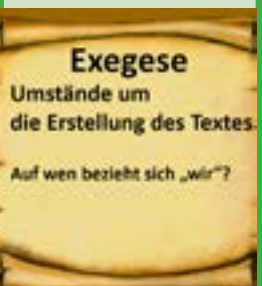 Exegese
Umstände um
die Erstellung des Textes
Auf wen bezieht sich „wir“?